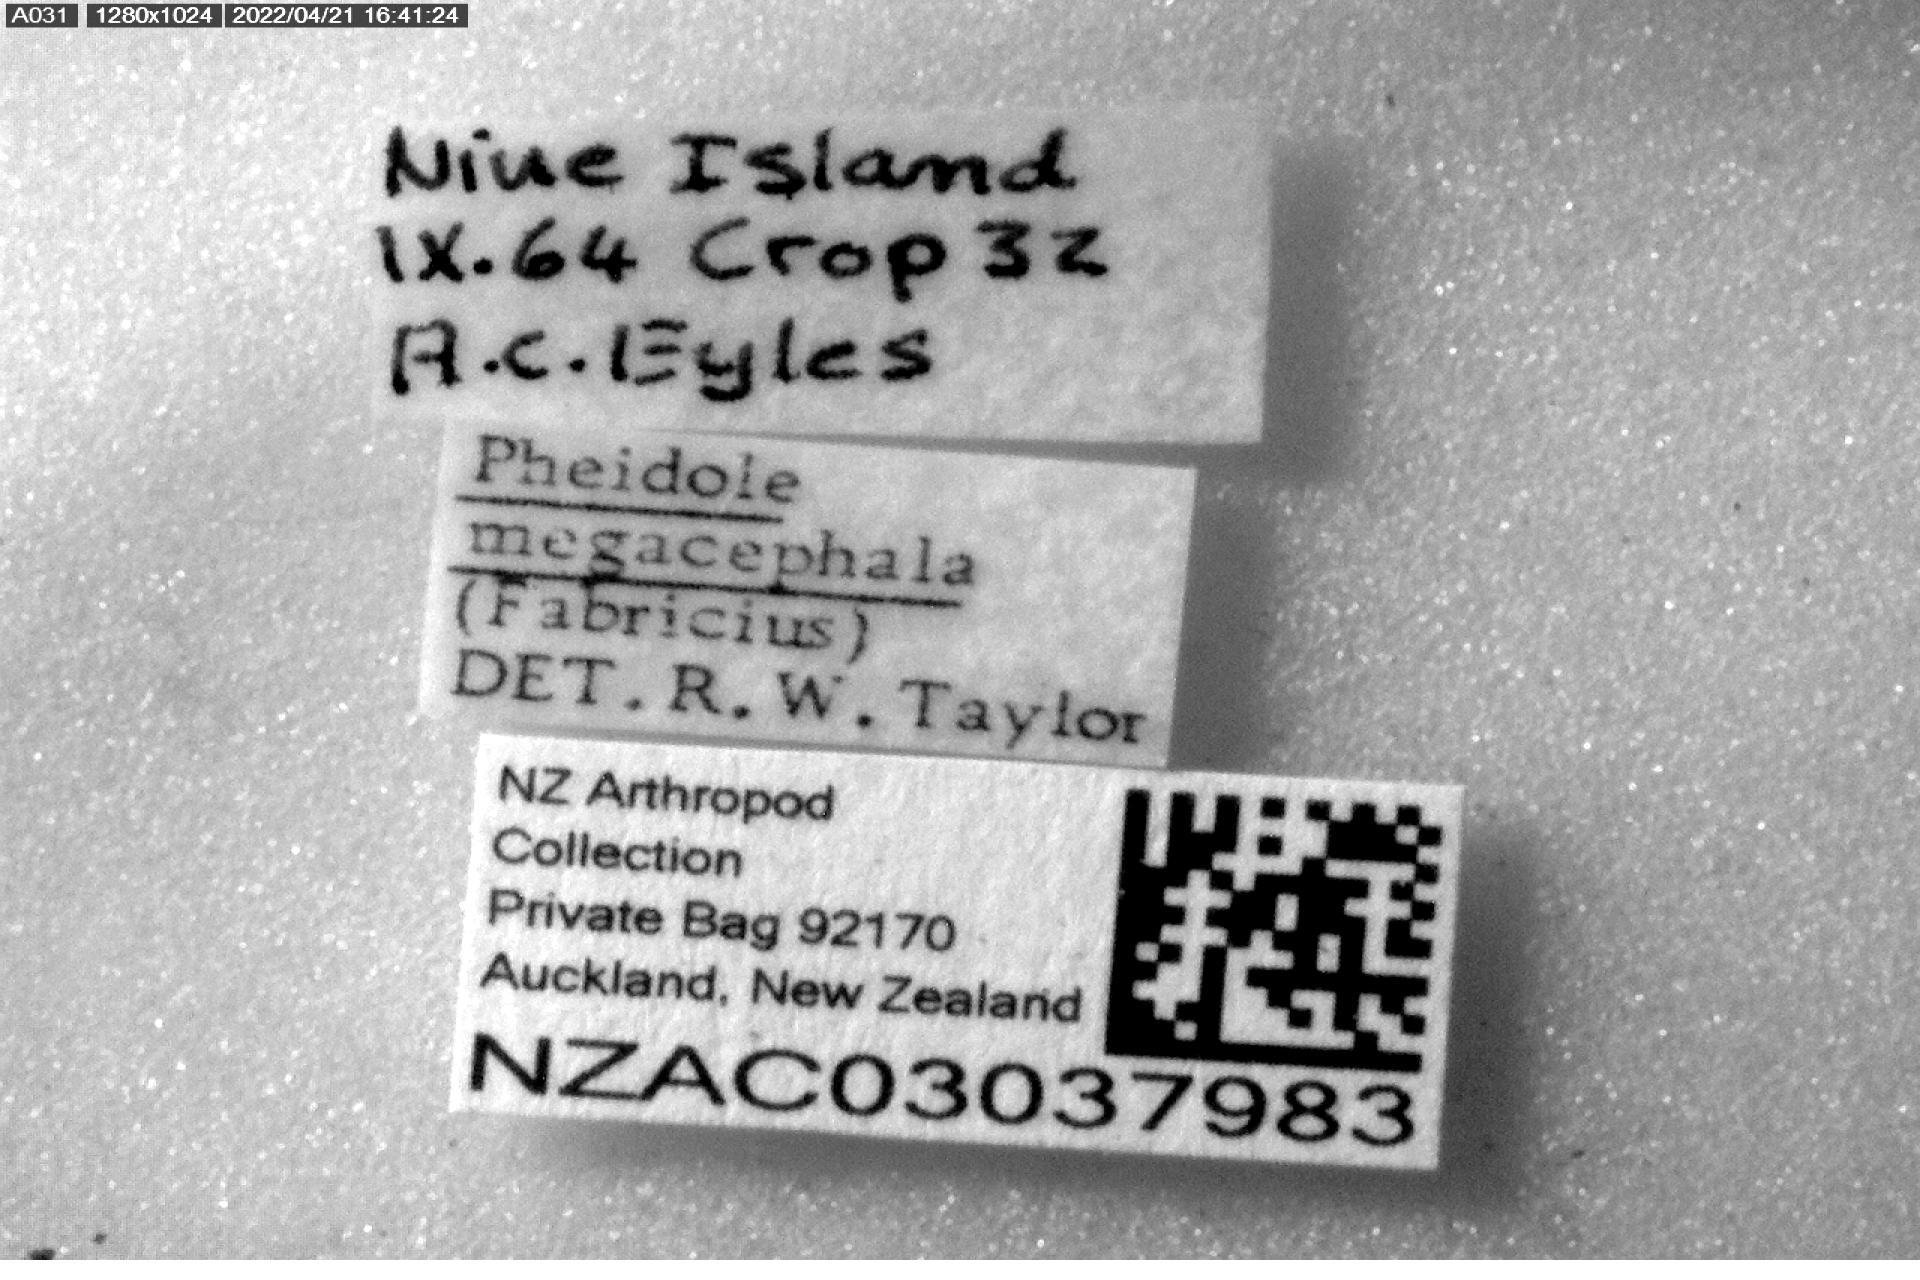 A031 1280x1024 2022/04/21 16:41:24
Niue Island
IX.64 Crop 32
A.C. Eyles
Pheidole
megacephala
(Fabricius)
DET. R. W. Taylor
NZ Arthropod
Collection
Private Bag 92170
Auckland, New Zealand
NZAC03037983